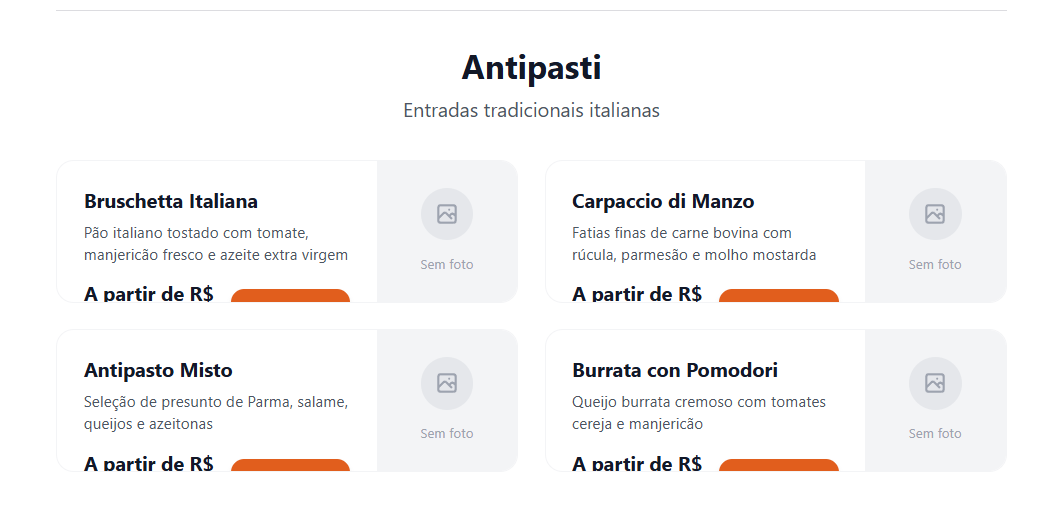 Antipasti
Entradas tradicionais italianas
Bruschetta Italiana
Pão italiano tostado com tomate,
manjericão fresco e azeite extra virgem
A partir de R$
Sem foto
Carpaccio di Manzo
Fatias finas de carne bovina com
rúcula, parmesão e molho mostarda
A partir de R$
Sem foto
Antipasto Misto
Seleção de presunto de Parma, salame,
queijos e azeitonas
A partir de R$
Sem foto
Burrata con Pomodori
Queijo burrata cremoso com tomates
cereja e manjericão
A partir de R$
Sem foto